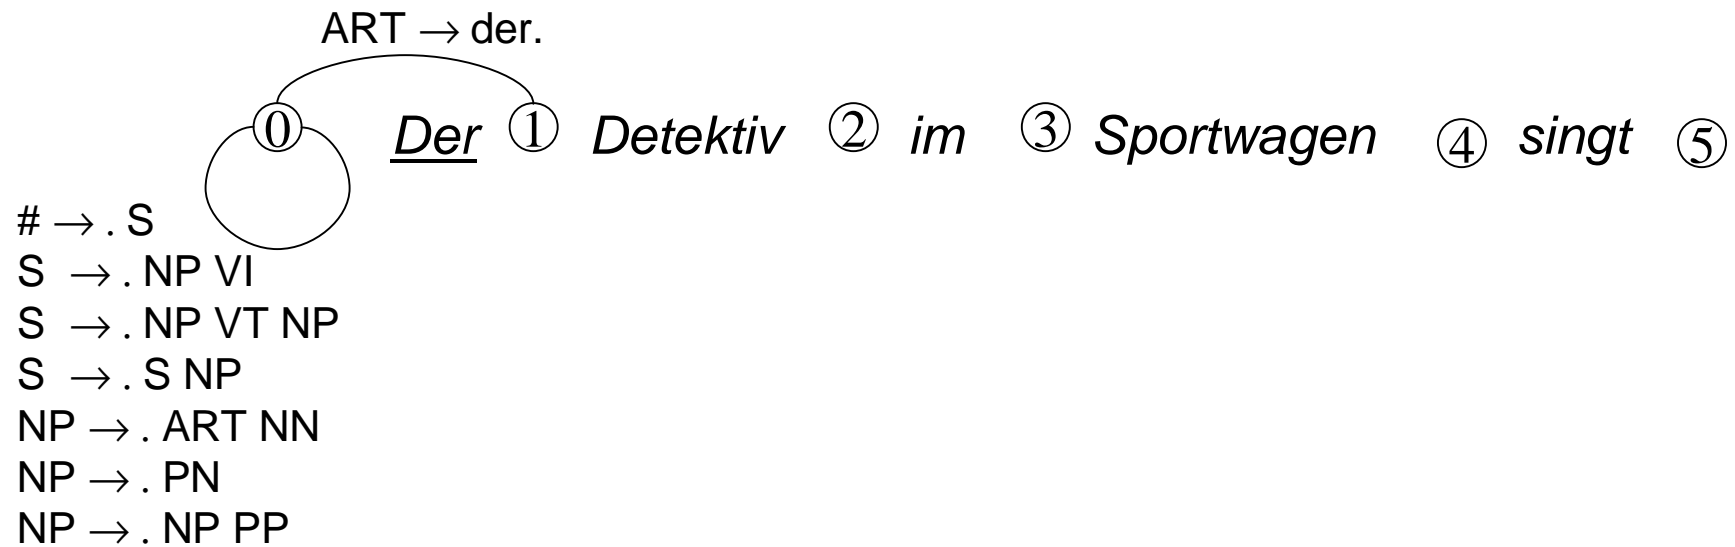 ART → der.
0 Der 1 Detektiv 2 im 3 Sportwagen 4 singt 5
# → . S
S → . NP VI
S → . NP VT NP
S → . S NP
NP → . ART NN
NP → . PN
NP → . NP PP